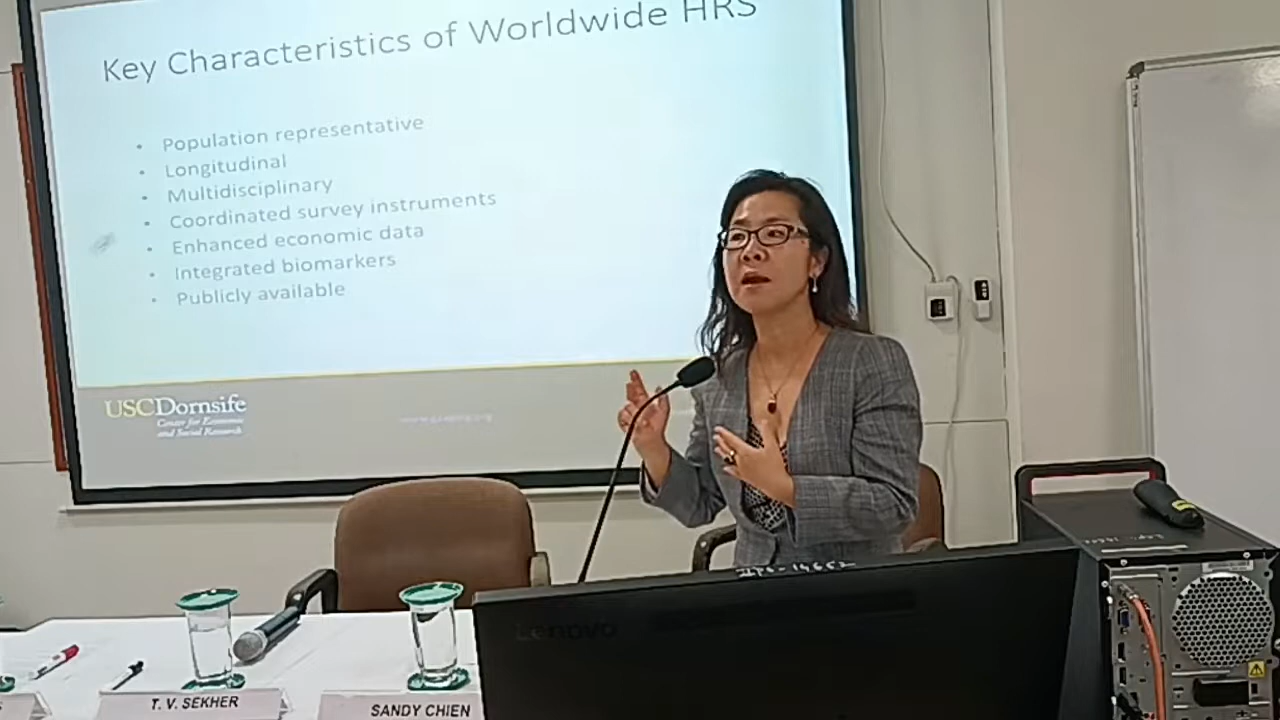 Key Characteristics of Worldwide HRS
• Population representative
• Longitudinal
• Multidisciplinary
• Coordinated survey instruments
• Enhanced economic data
• Integrated biomarkers
• Publicly available
USCDornsife
Center for Economic
and Social Research
lenovo
T. V. SEKHER
SANDY CHIEN